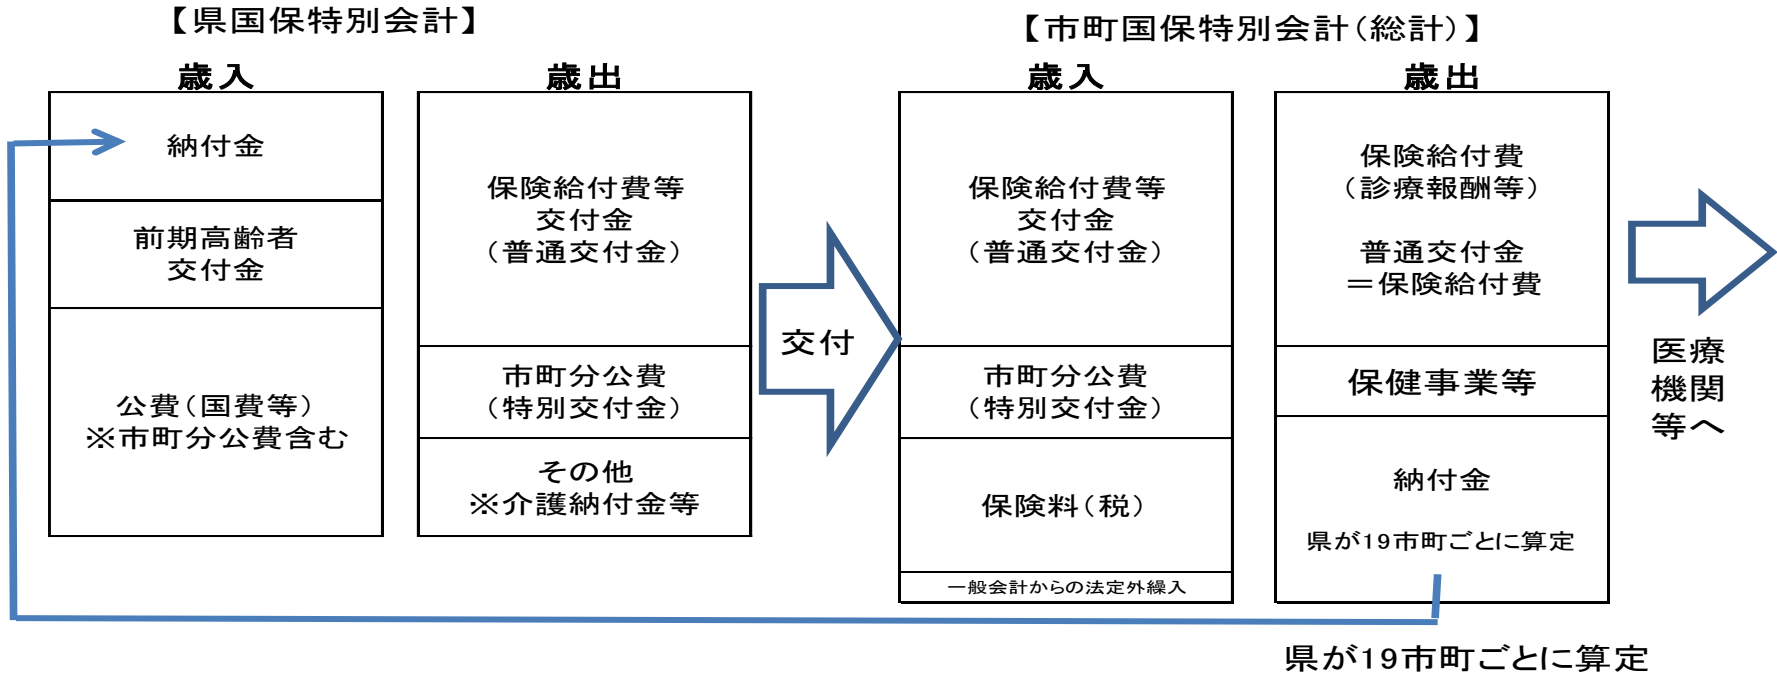 【県国保特別会計】
歳入
納付金
前期高齢者
交付金
公費(国費等)
※市町分公費含む
歳出
保険給付費等
交付金
(普通交付金)
市町分公費
(特別交付金)
その他
※介護納付金等
交付
【市町国保特別会計(総計)】
歳入
保険給付費等
交付金
(普通交付金)
市町分公費
(特別交付金)
保険料(税)
一般会計からの法定外繰入
歳出
保険給付費
(診療報酬等)
普通交付金
=保険給付費
保健事業等
納付金
県が19市町ごとに算定
医療
機関
等へ
県が19市町ごとに算定